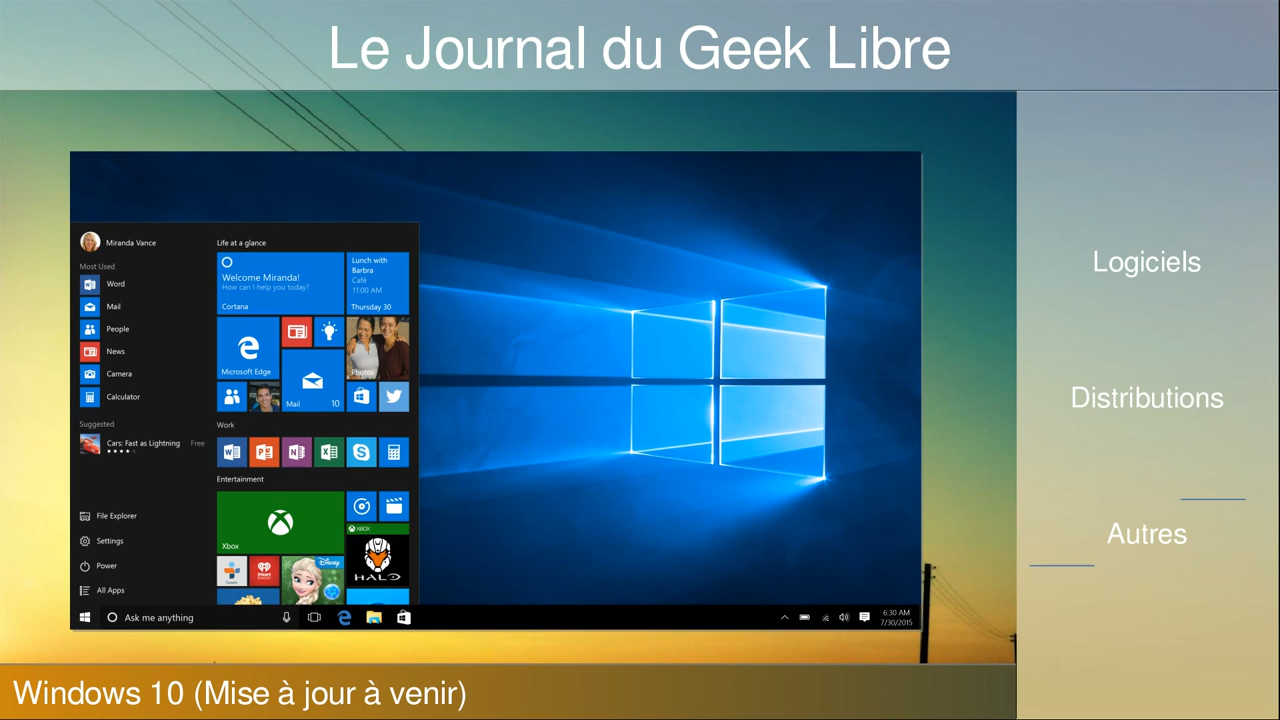 Le Journal du Geek Libre
Miranda Vance
Most Used
Word
Mail
People
News
Camera
Calculator
Suggested
Cars: Fast as Lightning Free
File Explorer
Settings
Power
All Apps
Life at a glance
Welcome Miranda!
How can I help you today?
Cortana
Lunch with
Barbra
Café
11:00 AM
Thursday 30
Microsoft Edge
Mail 10
Photos
Work
Entertainment
Xbox
XBOX
HALO
iHeart
RADIO
Disney
Ask me anything
6:30 AM
7/30/2015
Logiciels
Distributions
Autres
Windows 10 (Mise à jour à venir)